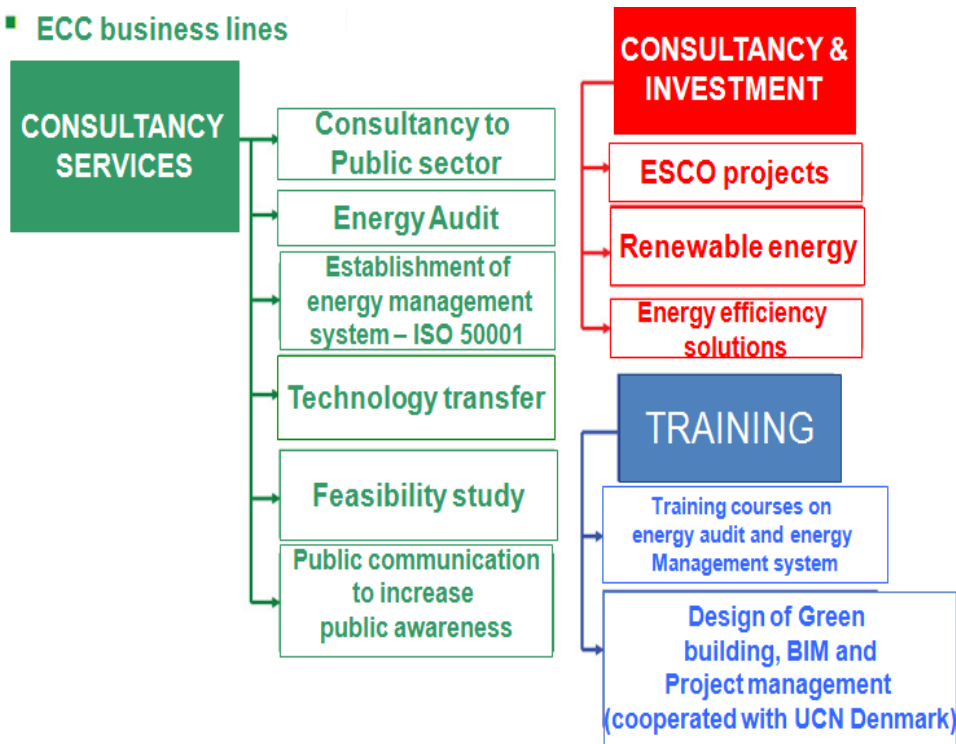 ▪ ECC business lines
CONSULTANCY
SERVICES
Consultancy to
Public sector
Energy Audit
Establishment of
energy management
system – ISO 50001
Technology transfer
Feasibility study
Public communication
to increase
public awareness
CONSULTANCY &
INVESTMENT
ESCO projects
Renewable energy
Energy efficiency
solutions
TRAINING
Training courses on
energy audit and energy
Management system
Design of Green
building, BIM and
Project management
(cooperated with UCN Denmark)